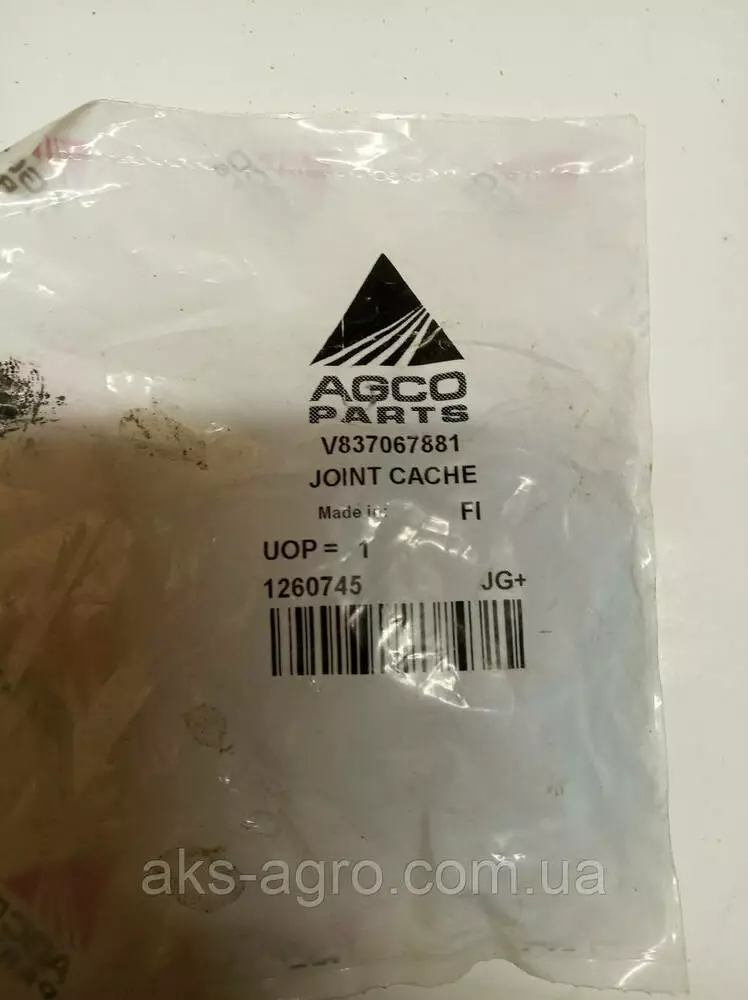 AGCO
PARTS
V837067881
JOINT CACHE
Made in: FI
UOP = 1
1260745 JG+
aks-agro.com.ua